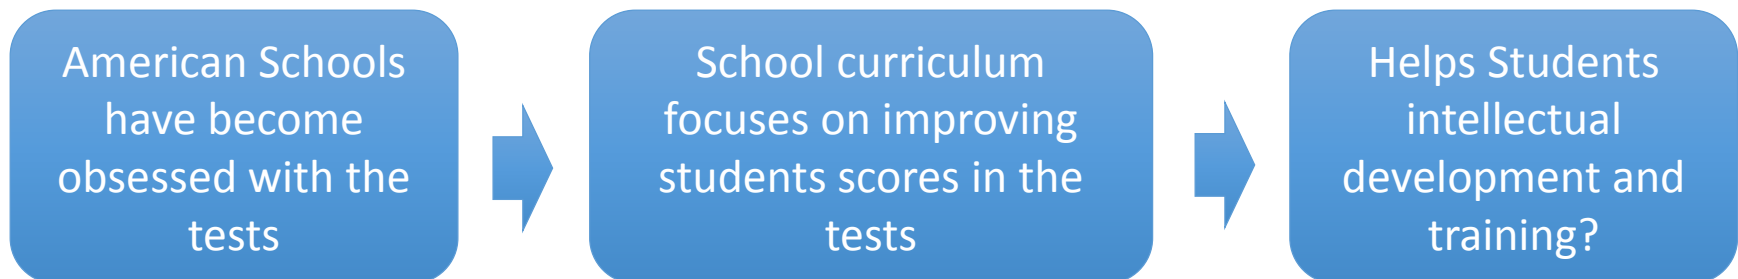 American Schools
have become
obsessed with the
tests
School curriculum
focuses on improving
students scores in the
tests
Helps Students
intellectual
development and
training?